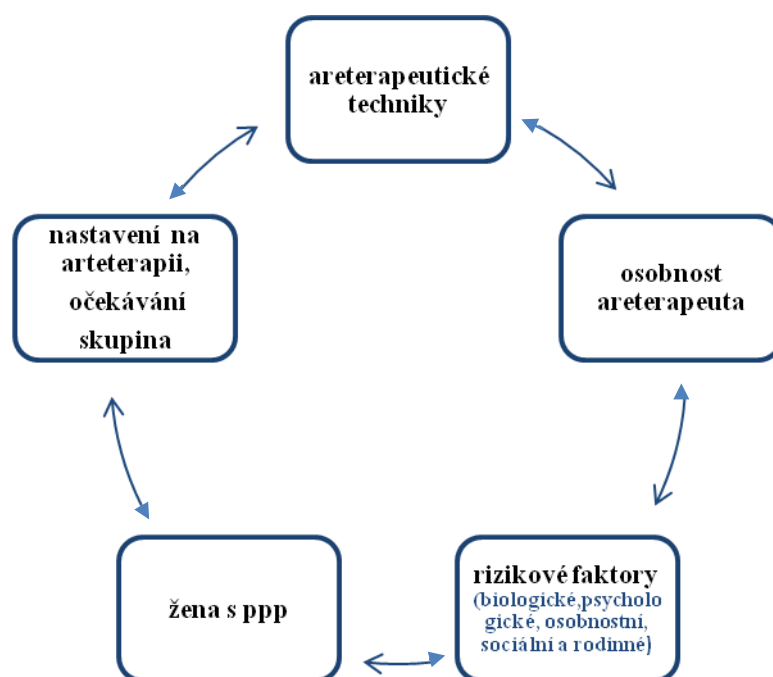 areterapeutické
techniky
nastavení na
arteterapii,
očekávání
skupina
osobnost
areterapeuta
žena s ppp
rizikové faktory
(biologické,psycholo
gické, osobnostní,
sociální a rodinné)